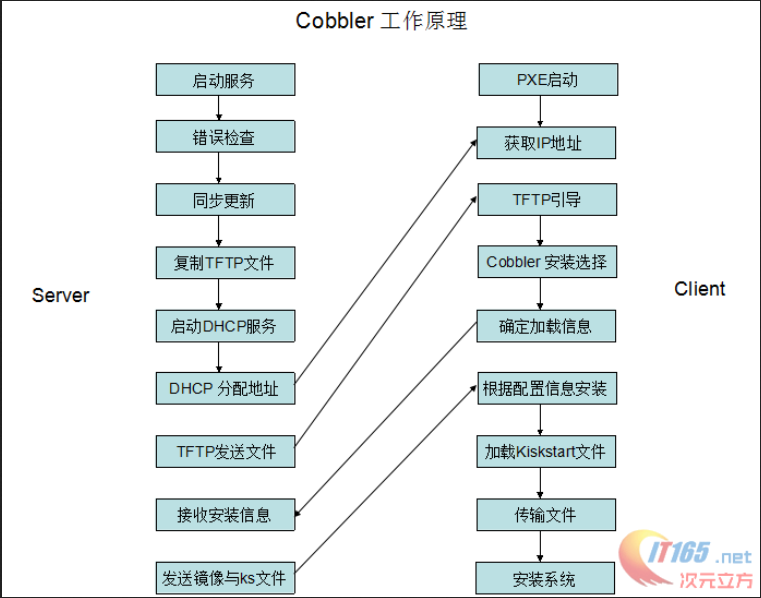 Cobbler 工作原理
启动服务
PXE启动
错误检查
获取IP地址
同步更新
TFTP引导
复制TFTP文件
Cobbler 安装选择
Server
Client
启动DHCP服务
确定加载信息
DHCP 分配地址
根据配置信息安装
TFTP发送文件
加载Kiskstart文件
接收安装信息
传输文件
发送镜像与ks文件
安装系统
IT165.net
次元立方